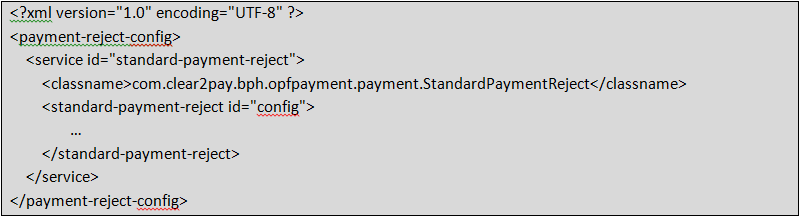 <?xml version="1.0" encoding="UTF-8" ?>
<payment-reject-config>
<service id="standard-payment-reject">
<classname>com.clear2pay.bph.opfpayment.payment.StandardPaymentReject</classname>
<standard-payment-reject id="config">
...
</standard-payment-reject>
</service>
</payment-reject-config>